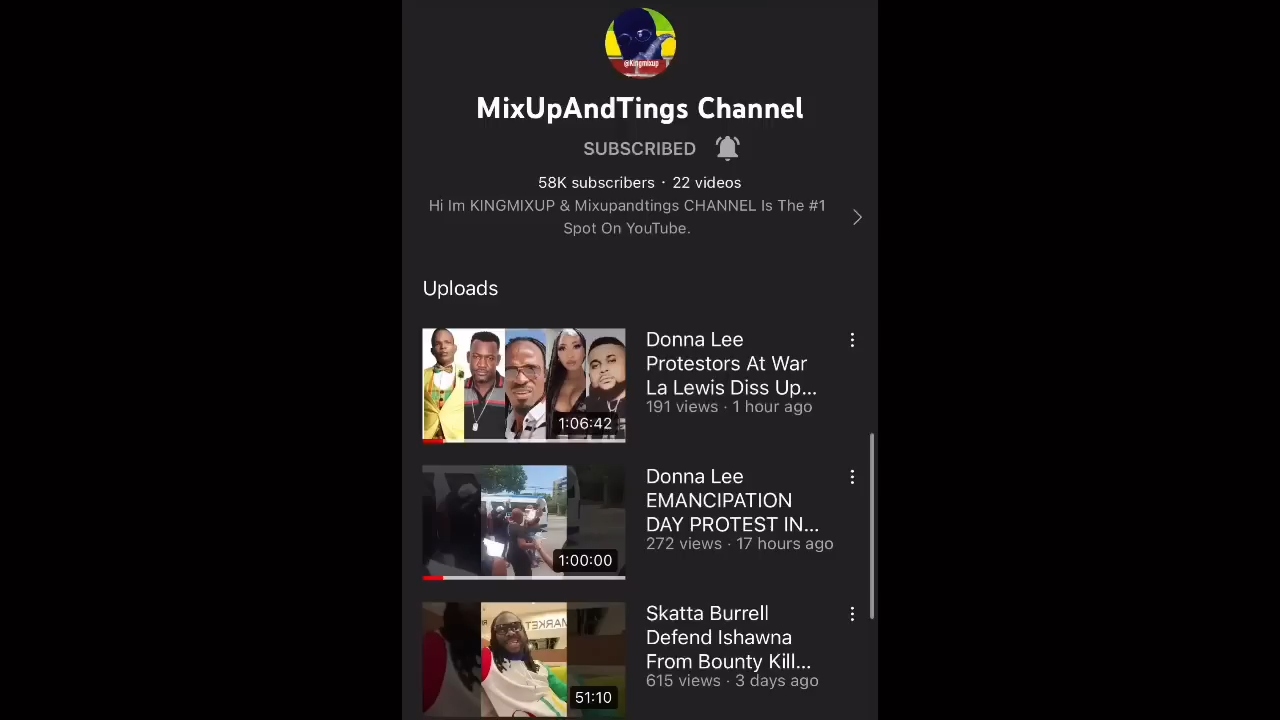 @Kingmixup
MixUpAndTings Channel
SUBSCRIBED
58K subscribers · 22 videos
Hi Im KINGMIXUP & Mixupandtings CHANNEL Is The #1
Spot On YouTube.
Uploads
Donna Lee
Protestors At War
La Lewis Diss Up...
191 views · 1 hour ago
1:06:42
Donna Lee
EMANCIPATION
DAY PROTEST IN...
272 views · 17 hours ago
1:00:00
MARKET
Skatta Burrell
Defend Ishawna
From Bounty Kill...
615 views · 3 days ago
51:10